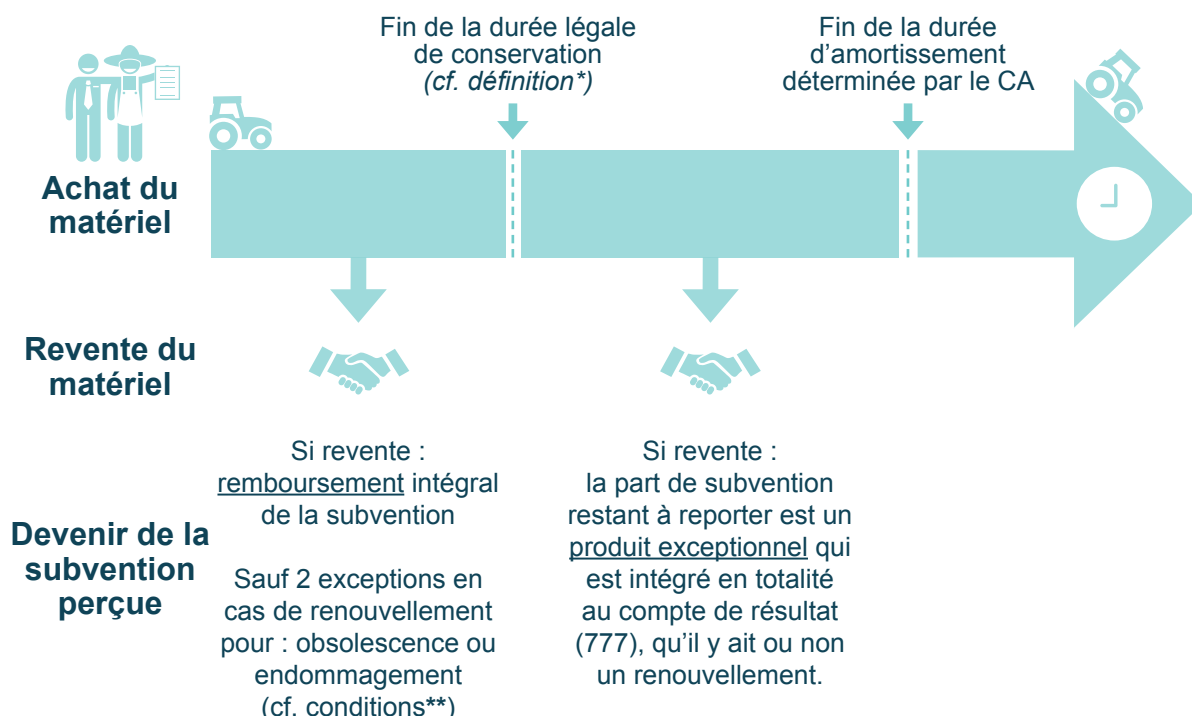 Fin de la durée légale
de conservation
(cf. définition*)
Fin de la durée
d'amortissement
déterminée par le CA
Achat du
matériel
Revente du
matériel
Devenir de la
subvention
perçue
Si revente :
remboursement intégral
de la subvention
Sauf 2 exceptions en
cas de renouvellement
pour : obsolescence ou
endommagement
(cf. conditions**)
Si revente :
la part de subvention
restant à reporter est un
produit exceptionnel qui
est intégré en totalité
au compte de résultat
(777), qu'il y ait ou non
un renouvellement.